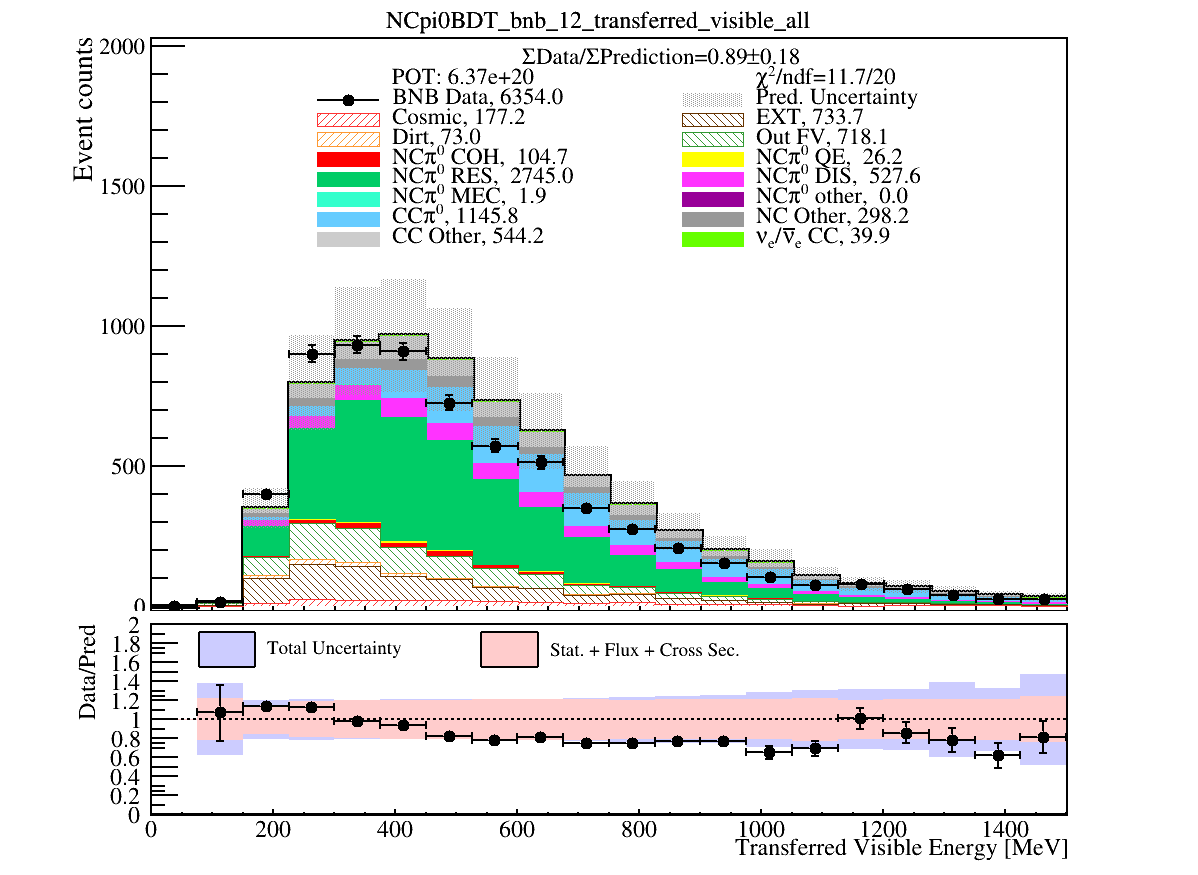 NCpi0BDT_bnb_12_transferred_visible_all
ΣData/ΣPrediction=0.89±0.18
POT: 6.37e+20
χ²/ndf=11.7/20
BNB Data, 6354.0
Pred. Uncertainty
Cosmic, 177.2
EXT, 733.7
Dirt, 73.0
Out FV, 718.1
NCπ⁰ COH, 104.7
NCπ⁰ QE, 26.2
NCπ⁰ RES, 2745.0
NCπ⁰ DIS, 527.6
NCπ⁰ MEC, 1.9
NCπ⁰ other, 0.0
CCπ⁰, 1145.8
NC Other, 298.2
CC Other, 544.2
νₑ/ν̅ₑ CC, 39.9
Event counts
2000
1500
1000
500
0
Total Uncertainty
Stat. + Flux + Cross Sec.
Data/Pred
2
1.8
1.6
1.4
1.2
1
0.8
0.6
0.4
0.2
0
0 200 400 600 800 1000 1200 1400
Transferred Visible Energy [MeV]